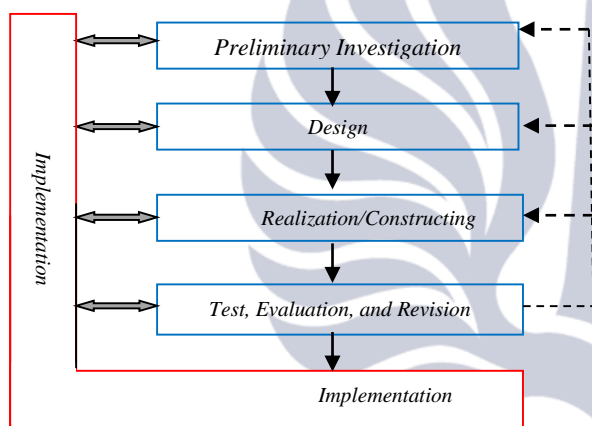 Preliminary Investigation
Design
Implementation
Realization/Constructing
Test, Evaluation, and Revision
Implementation